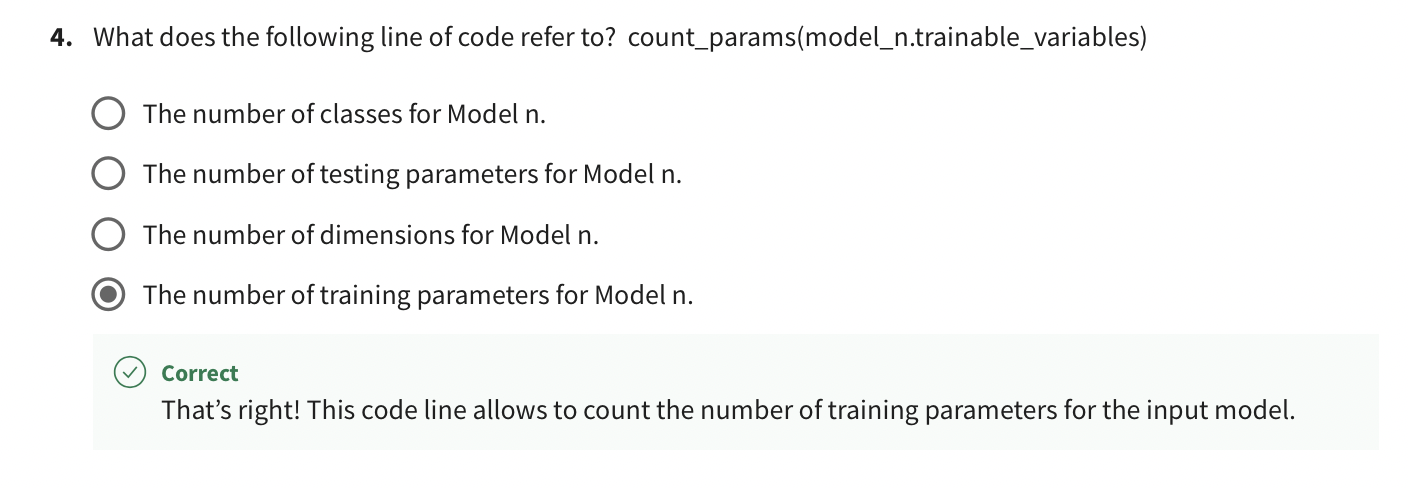 4. What does the following line of code refer to? count_params(model_n.trainable_variables)
The number of classes for Model n.
The number of testing parameters for Model n.
The number of dimensions for Model n.
The number of training parameters for Model n.
Correct
That’s right! This code line allows to count the number of training parameters for the input model.